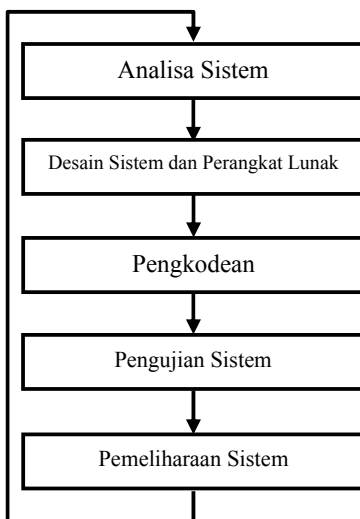 Analisa Sistem
Desain Sistem dan Perangkat Lunak
Pengkodean
Pengujian Sistem
Pemeliharaan Sistem